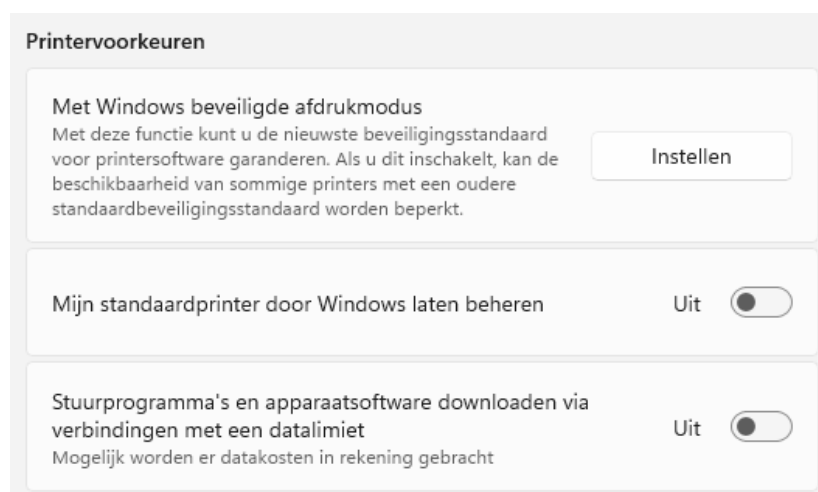 Printervoorkeuren
Met Windows beveiligde afdrukmodus
Met deze functie kunt u de nieuwste beveiligingsstandaard
voor printersoftware garanderen. Als u dit inschakelt, kan de
beschikbaarheid van sommige printers met een oudere
standaardbeveiligingsstandaard worden beperkt.
Instellen
Mijn standaardprinter door Windows laten beheren
Uit
Stuurprogramma's en apparaatsoftware downloaden via
verbindingen met een datalimiet
Mogelijk worden er datakosten in rekening gebracht
Uit